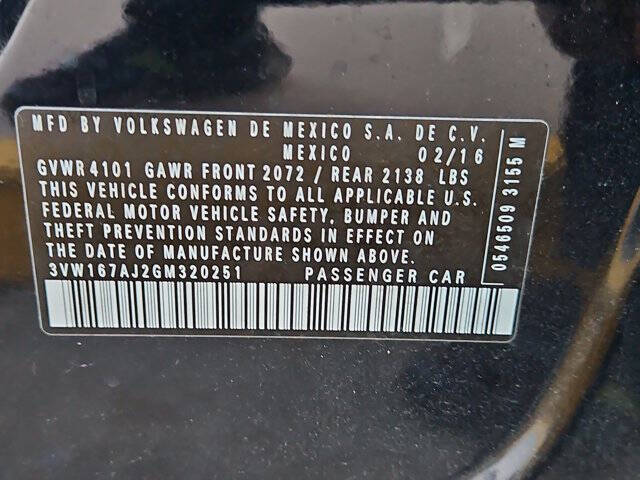 MFD BY VOLKSWAGEN DE MEXICO S.A. DE C.V.
MEXICO 02/16
GVWR 4101 GAWR FRONT 2072 / REAR 2138 LBS
THIS VEHICLE CONFORMS TO ALL APPLICABLE U.S.
FEDERAL MOTOR VEHICLE SAFETY, BUMPER AND
THEFT PREVENTION STANDARDS IN EFFECT ON
THE DATE OF MANUFACTURE SHOWN ABOVE.
3VW167AJ2GM320251 PASSENGER CAR
0546509 3155 M